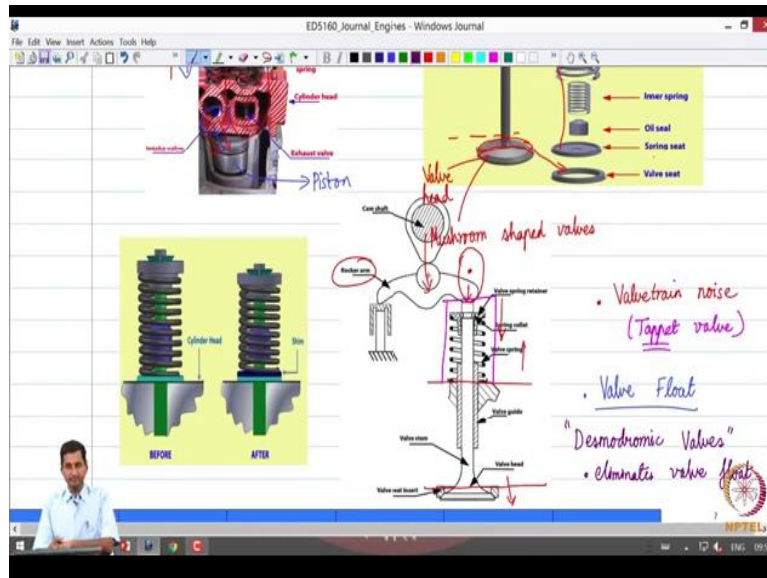 ED5160_Journal_Engines - Windows Journal
File Edit View Insert Actions Tools Help
spring
Cylinder head
Intake valve
Exhaust valve
Piston
Inner spring
Oil seal
Spring seat
Valve seat
Valve head
Cam shaft
Mushroom shaped valves
Rocker arm
Valve spring retainer
Spring collet
Valve spring
Valve guide
Valve stem
Valve head
Valve seat insert
Cylinder Head
Shim
BEFORE
AFTER
• Valvetrain noise
(Tappet valve)
• Valve Float
"Desmodromic Valves"
• eliminates valve float
7
NPTEL
ENG